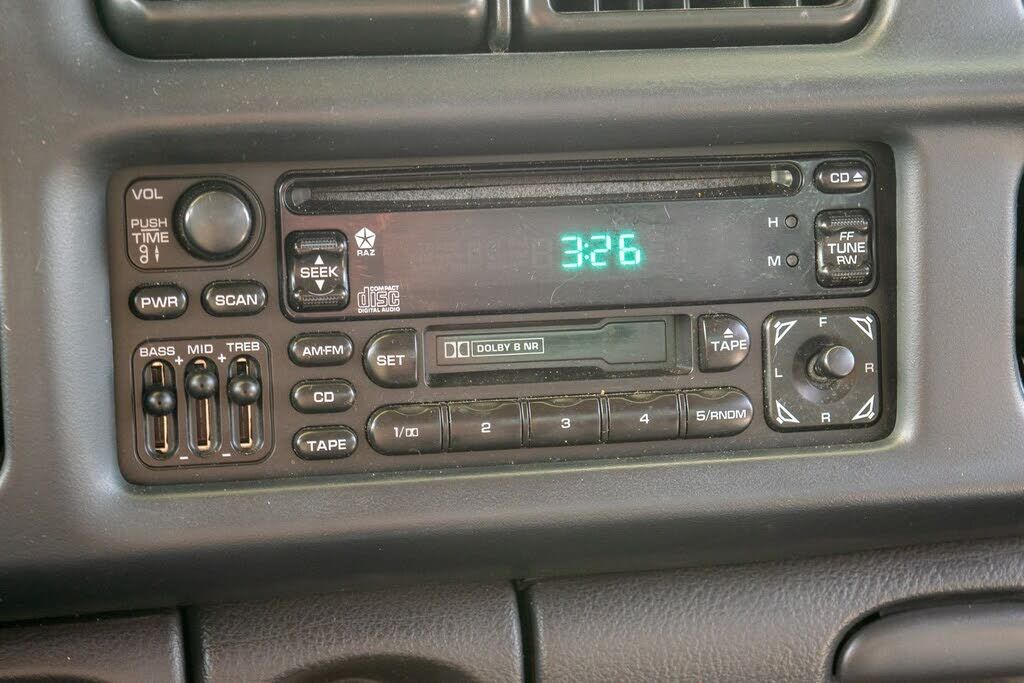 VOL
PUSH
TIME
PWR
SCAN
BASS MID TREB
+ +
- -
SEEK
RAZ
COMPACT
disc
DIGITAL AUDIO
3:26
H
M
CD
FF
TUNE
RW
AM•FM
CD
TAPE
SET
DOLBY B NR
TAPE
1/
2
3
4
5/RNDM
F
L R
R